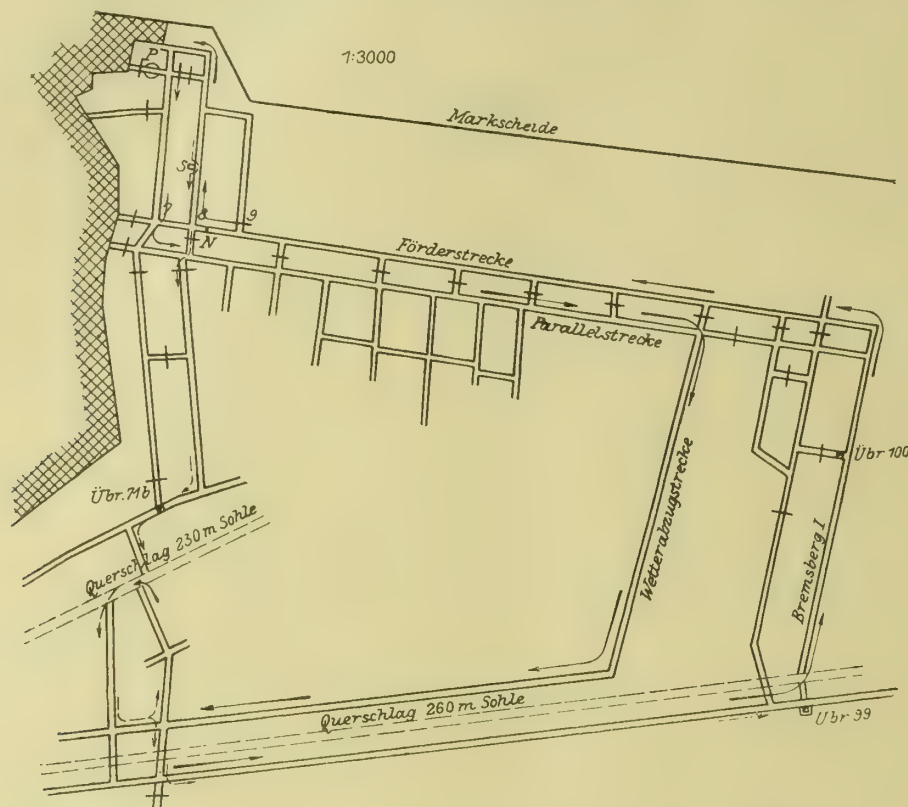 P
1:3000
Markscheide
Sg
7
8
9
N
Förderstrecke
Parallelstrecke
Übr. 71b
Querschlag 230 m Sohle
Wetterabzugstrecke
Übr 100
Bremsberg I
Querschlag 260 m Sohle
Übr 99